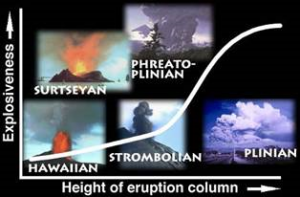 Explosiveness
SURTSEYAN
PHREATO-
PLINIAN
HAWAIIAN
STROMBOLIAN
PLINIAN
Height of eruption column